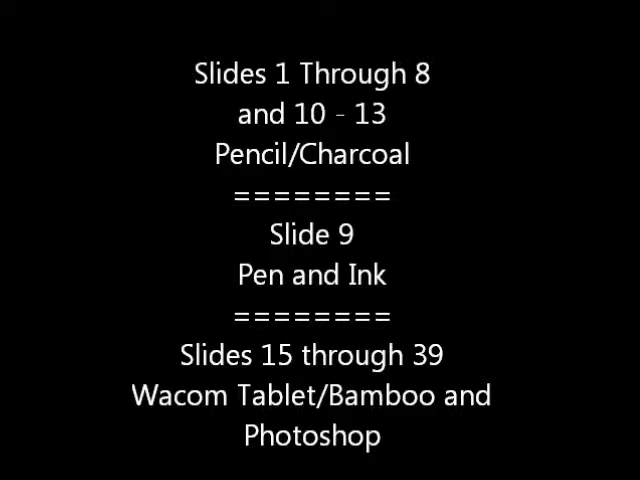 Slides 1 Through 8
and 10 - 13
Pencil/Charcoal
========
Slide 9
Pen and Ink
========
Slides 15 through 39
Wacom Tablet/Bamboo and
Photoshop